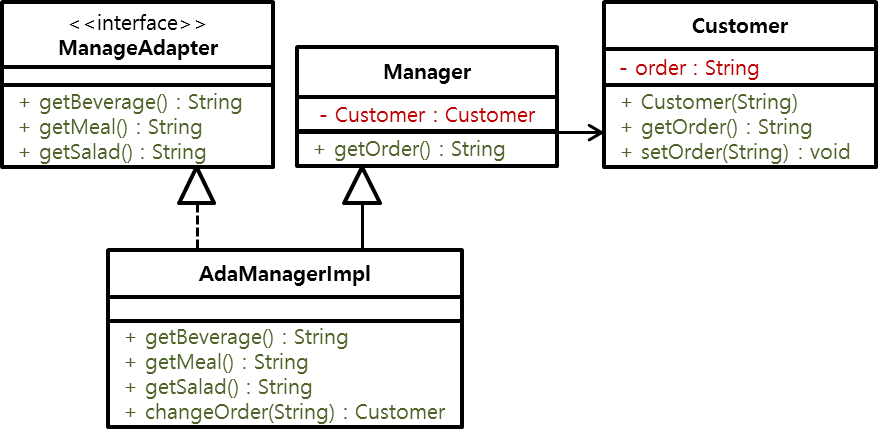 <<interface>>
ManageAdapter
+ getBeverage() : String
+ getMeal() : String
+ getSalad() : String
Manager
- Customer : Customer
+ getOrder() : String
Customer
- order : String
+ Customer(String)
+ getOrder() : String
+ setOrder(String) : void
AdaManagerImpl
+ getBeverage() : String
+ getMeal() : String
+ getSalad() : String
+ changeOrder(String) : Customer